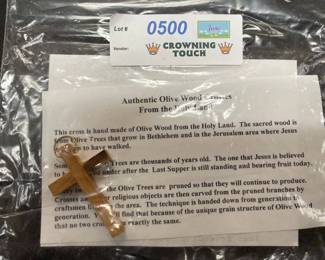 Lot #
0500
Vendor:
CROWNING
TOUCH
Authentic Olive Wood
From the Holy Land
This cross is hand made of Olive Wood from the Holy Land. The sacred wood is
from Olive Trees that grow in Bethlehem and in the Jerusalem area where Jesus
to have walked.
Trees are thousands of years old. The one that Jesus is believed
to under after the Last Supper is still standing and bearing fruit today.
the Olive Trees are pruned so that they will continue to produce.
Crosses other religious objects are then carved from the pruned branches by
craftsmen the area. The technique is handed down from generation to
generation. find that because of the unique grain structure of Olive Wood
that no two exactly the same.